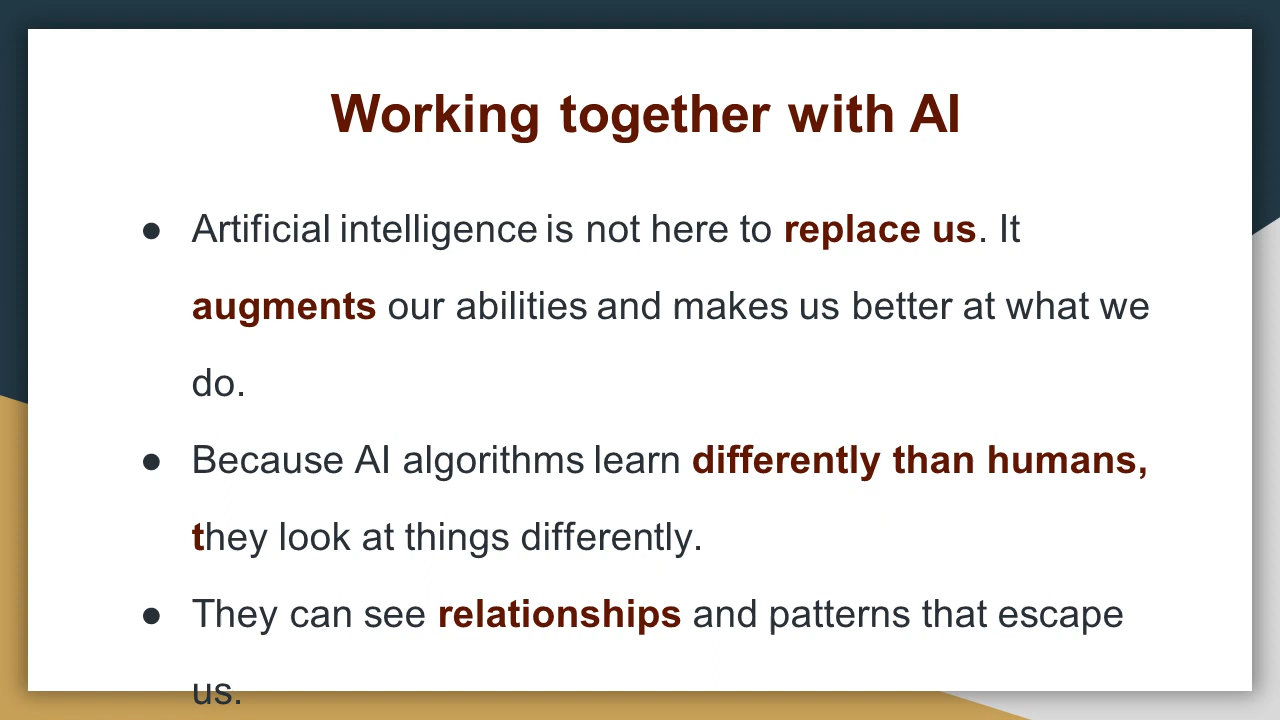 Working together with AI
● Artificial intelligence is not here to replace us. It
augments our abilities and makes us better at what we
do.
● Because AI algorithms learn differently than humans,
they look at things differently.
● They can see relationships and patterns that escape
us.